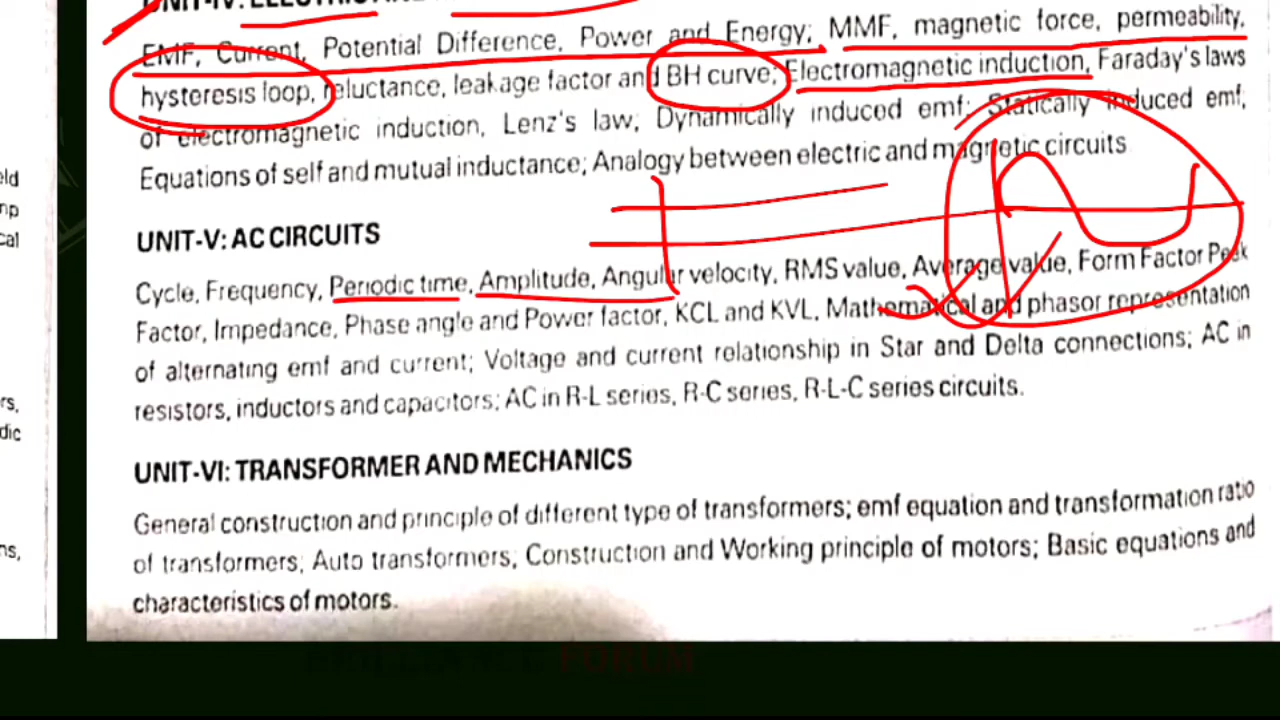 EMF, Current, Potential Difference, Power and Energy; MMF, magnetic force, permeability,
hysteresis loop, reluctance, leakage factor and BH curve; Electromagnetic induction, Faraday's laws
of electromagnetic induction, Lenz's law; Dynamically induced emf; Statically induced emf,
Equations of self and mutual inductance; Analogy between electric and magnetic circuits
UNIT-V: AC CIRCUITS
Cycle, Frequency, Periodic time, Amplitude, Angular velocity, RMS value, Average value, Form Factor Peak
Factor, Impedance, Phase angle and Power factor, KCL and KVL, Mathematical and phasor representation
of alternating emf and current; Voltage and current relationship in Star and Delta connections; AC in
resistors, inductors and capacitors; AC in R-L series, R-C series, R-L-C series circuits.
UNIT-VI: TRANSFORMER AND MECHANICS
General construction and principle of different type of transformers; emf equation and transformation ratio
of transformers; Auto transformers; Construction and Working principle of motors; Basic equations and
characteristics of motors.
FORUM